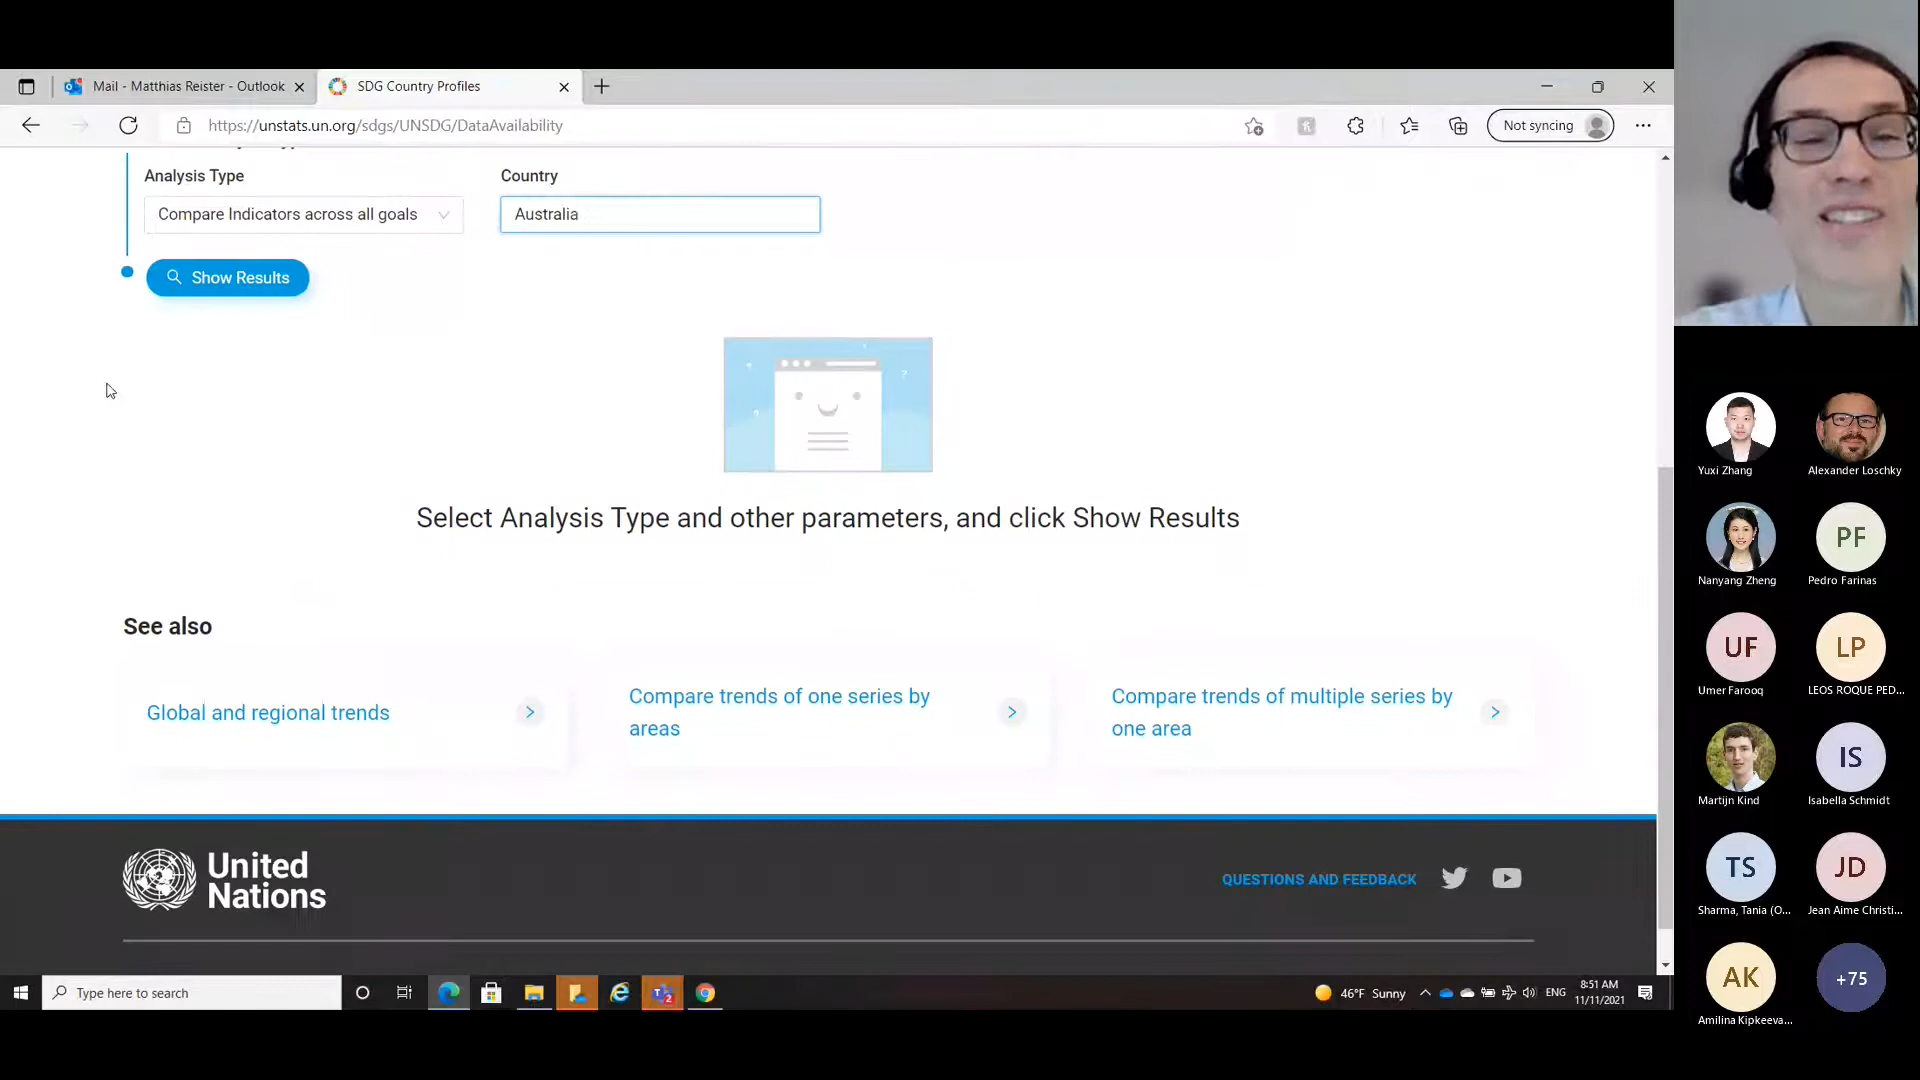 Mail - Matthias Reister - Outlook
SDG Country Profiles
https://unstats.un.org/sdgs/UNSDG/DataAvailability
Not syncing
Analysis Type
Country
Compare Indicators across all goals
Australia
Show Results
Select Analysis Type and other parameters, and click Show Results
See also
Global and regional trends
Compare trends of one series by
areas
Compare trends of multiple series by
one area
United
Nations
QUESTIONS AND FEEDBACK
Type here to search
46°F Sunny
ENG
8:51 AM
11/11/2021
Yuxi Zhang
Alexander Loschky
Nanyang Zheng
PF
Pedro Farinas
UF
Umer Farooq
LP
LEOS ROQUE PED...
Martijn Kind
IS
Isabella Schmidt
TS
Sharma, Tania (O...
JD
Jean Aime Christi...
AK
Amilina Kipkeeva...
+75